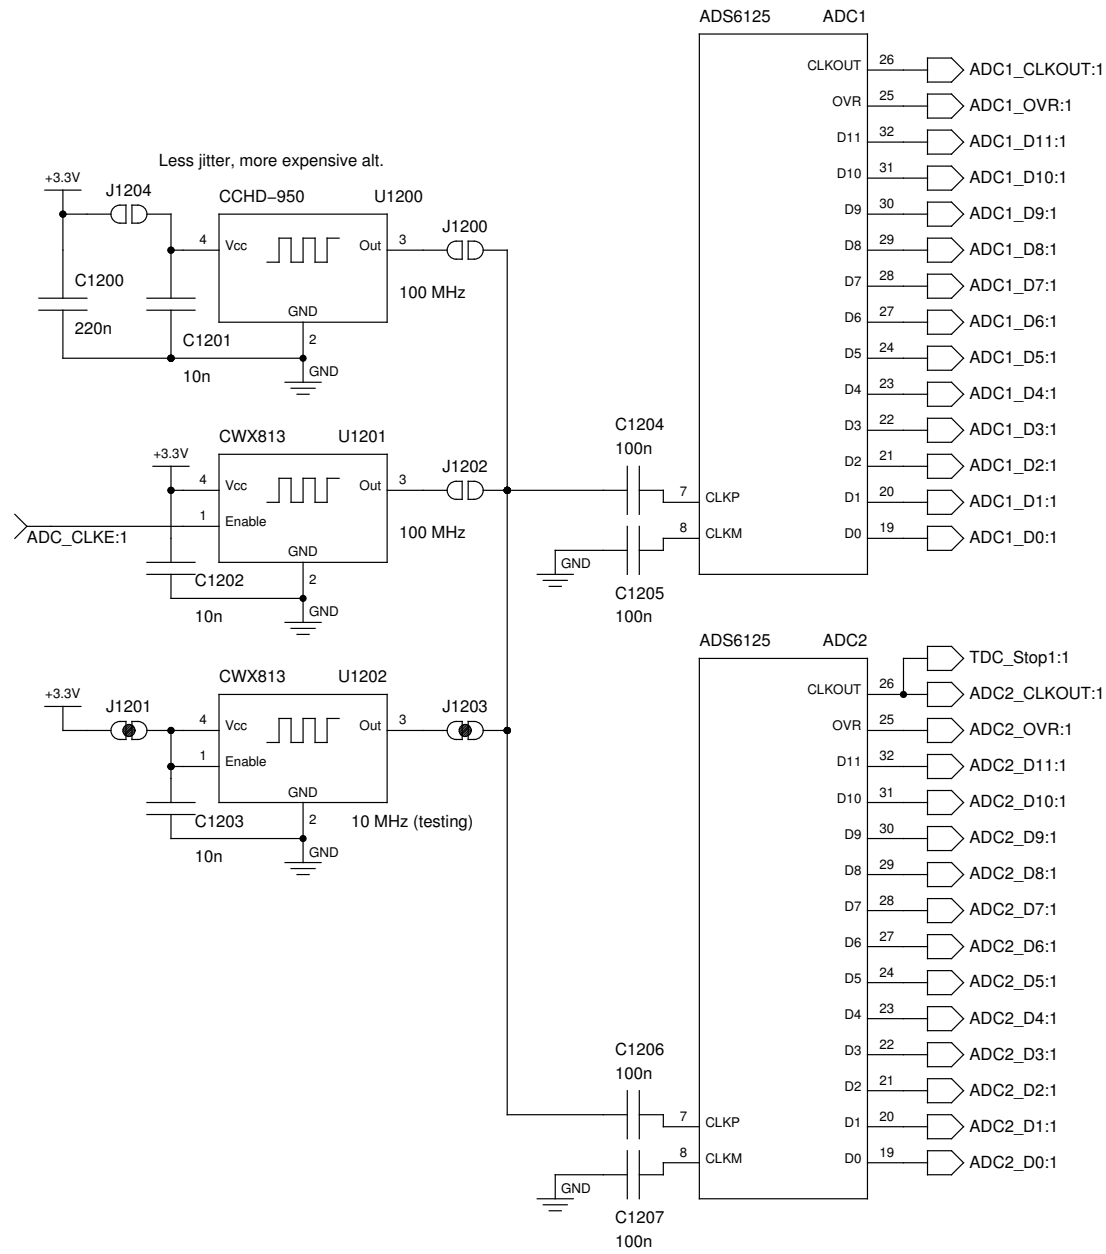 ADS6125 ADC1
CLKOUT 26 ADC1_CLKOUT:1
OVR 25 ADC1_OVR:1
D11 32 ADC1_D11:1
D10 31 ADC1_D10:1
D9 30 ADC1_D9:1
D8 29 ADC1_D8:1
D7 28 ADC1_D7:1
D6 27 ADC1_D6:1
D5 24 ADC1_D5:1
D4 23 ADC1_D4:1
D3 22 ADC1_D3:1
D2 21 ADC1_D2:1
D1 20 ADC1_D1:1
D0 19 ADC1_D0:1
7 CLKP
8 CLKM
Less jitter, more expensive alt.
+3.3V
J1204
CCHD−950 U1200
J1200
4 Vcc Out 3
C1200
220n
C1201
10n
GND
2
GND
100 MHz
CWX813 U1201
+3.3V
J1202
4 Vcc Out 3
1 Enable
ADC_CLKE:1
GND
2
GND
100 MHz
C1202
10n
C1204
100n
GND
C1205
100n
CWX813 U1202
+3.3V
J1201
J1203
4 Vcc Out 3
1 Enable
GND
2
GND
10 MHz (testing)
C1203
10n
ADS6125 ADC2
TDC_Stop1:1
CLKOUT 26 ADC2_CLKOUT:1
OVR 25 ADC2_OVR:1
D11 32 ADC2_D11:1
D10 31 ADC2_D10:1
D9 30 ADC2_D9:1
D8 29 ADC2_D8:1
D7 28 ADC2_D7:1
D6 27 ADC2_D6:1
D5 24 ADC2_D5:1
D4 23 ADC2_D4:1
D3 22 ADC2_D3:1
D2 21 ADC2_D2:1
D1 20 ADC2_D1:1
D0 19 ADC2_D0:1
C1206
100n
7 CLKP
8 CLKM
GND
C1207
100n